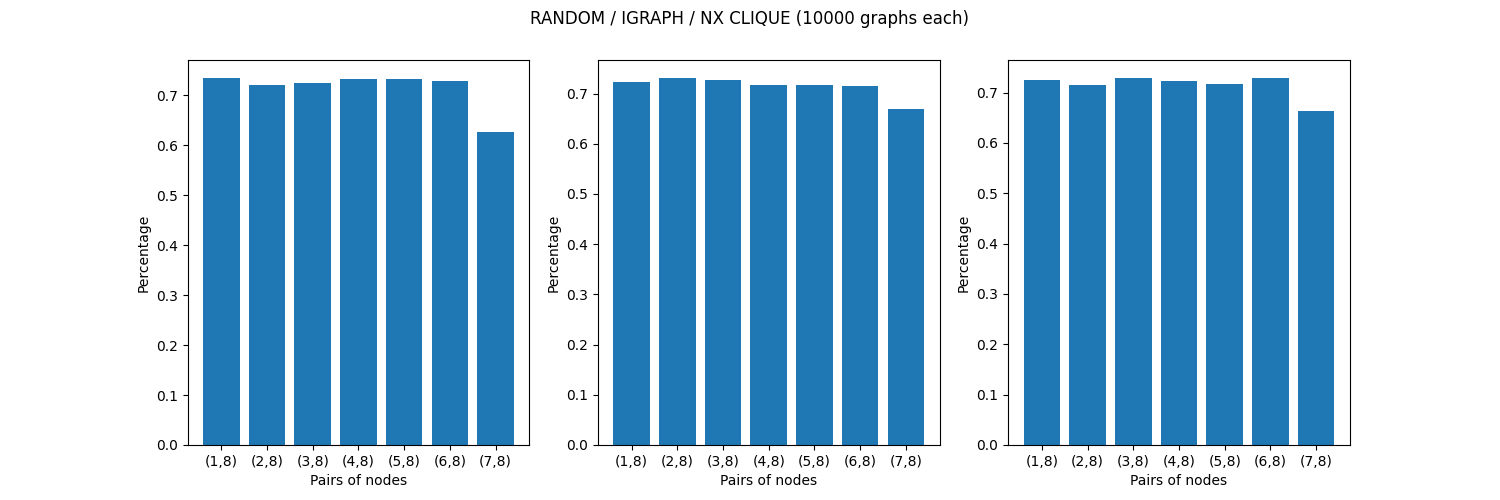 RANDOM / IGRAPH / NX CLIQUE (10000 graphs each)
Percentage
0.7
0.6
0.5
0.4
0.3
0.2
0.1
0.0
(1,8) (2,8) (3,8) (4,8) (5,8) (6,8) (7,8)
Pairs of nodes
Percentage
0.7
0.6
0.5
0.4
0.3
0.2
0.1
0.0
(1,8) (2,8) (3,8) (4,8) (5,8) (6,8) (7,8)
Pairs of nodes
Percentage
0.7
0.6
0.5
0.4
0.3
0.2
0.1
0.0
(1,8) (2,8) (3,8) (4,8) (5,8) (6,8) (7,8)
Pairs of nodes